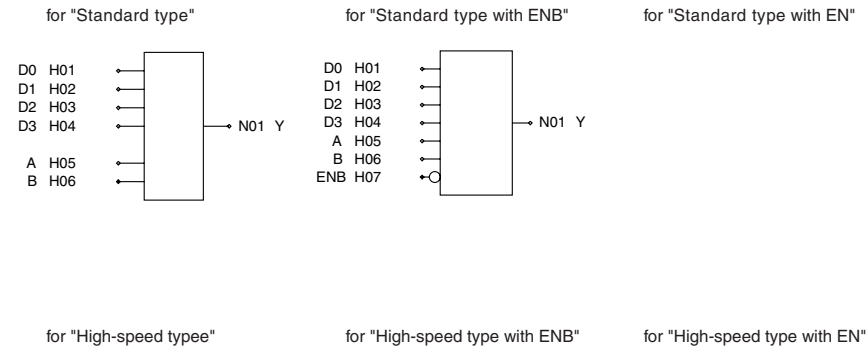 for "Standard type" for "Standard type with ENB" for "Standard type with EN"
D0 H01
D1 H02
D2 H03
D3 H04
A H05
B H06
N01 Y
D0 H01
D1 H02
D2 H03
D3 H04
A H05
B H06
ENB H07
N01 Y
for "High-speed typee" for "High-speed type with ENB" for "High-speed type with EN"